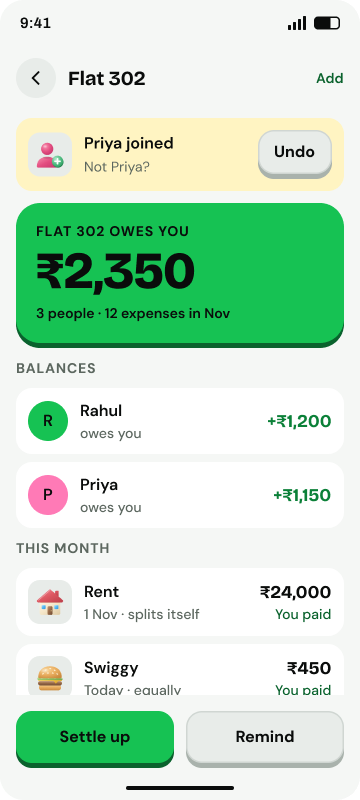 9:41
Flat 302
Add
Priya joined
Not Priya?
Undo
FLAT 302 OWES YOU
₹2,350
3 people · 12 expenses in Nov
BALANCES
R
Rahul
owes you
+₹1,200
P
Priya
owes you
+₹1,150
THIS MONTH
Rent
₹24,000
1 Nov · splits itself
You paid
Swiggy
₹450
Today · equally
You paid
Settle up
Remind